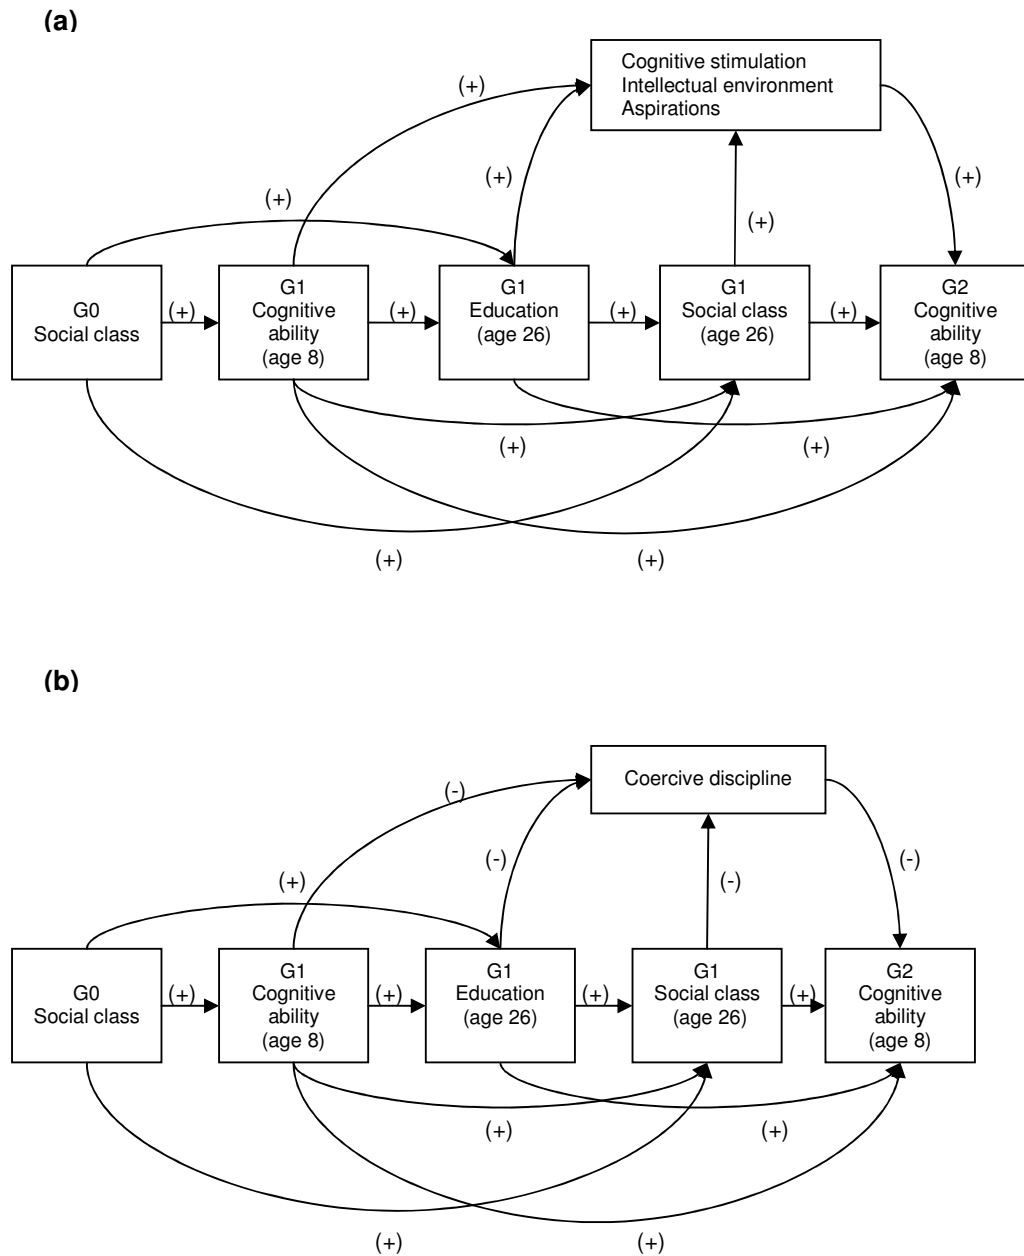 (a)
Cognitive stimulation
Intellectual environment
Aspirations
(+)
(+)
(+)
(+)
(+)
G0
Social class
(+)
G1
Cognitive
ability
(age 8)
(+)
G1
Education
(age 26)
(+)
G1
Social class
(age 26)
(+)
G2
Cognitive
ability
(age 8)
(+)
(+)
(+)
(+)
(b)
Coercive discipline
(-)
(-)
(-)
(+)
(-)
G0
Social class
(+)
G1
Cognitive
ability
(age 8)
(+)
G1
Education
(age 26)
(+)
G1
Social class
(age 26)
(+)
G2
Cognitive
ability
(age 8)
(+)
(+)
(+)
(+)